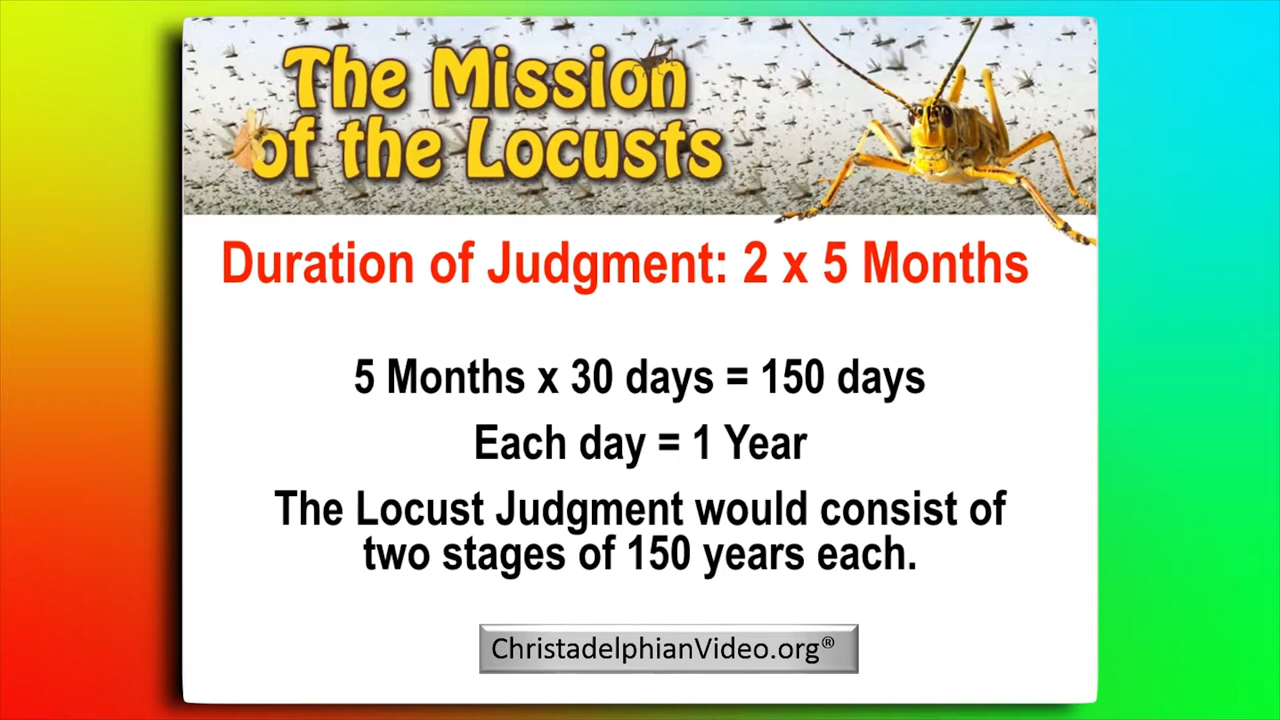 The Mission
of the Locusts
Duration of Judgment: 2 x 5 Months
5 Months x 30 days = 150 days
Each day = 1 Year
The Locust Judgment would consist of
two stages of 150 years each.
ChristadelphianVideo.org®